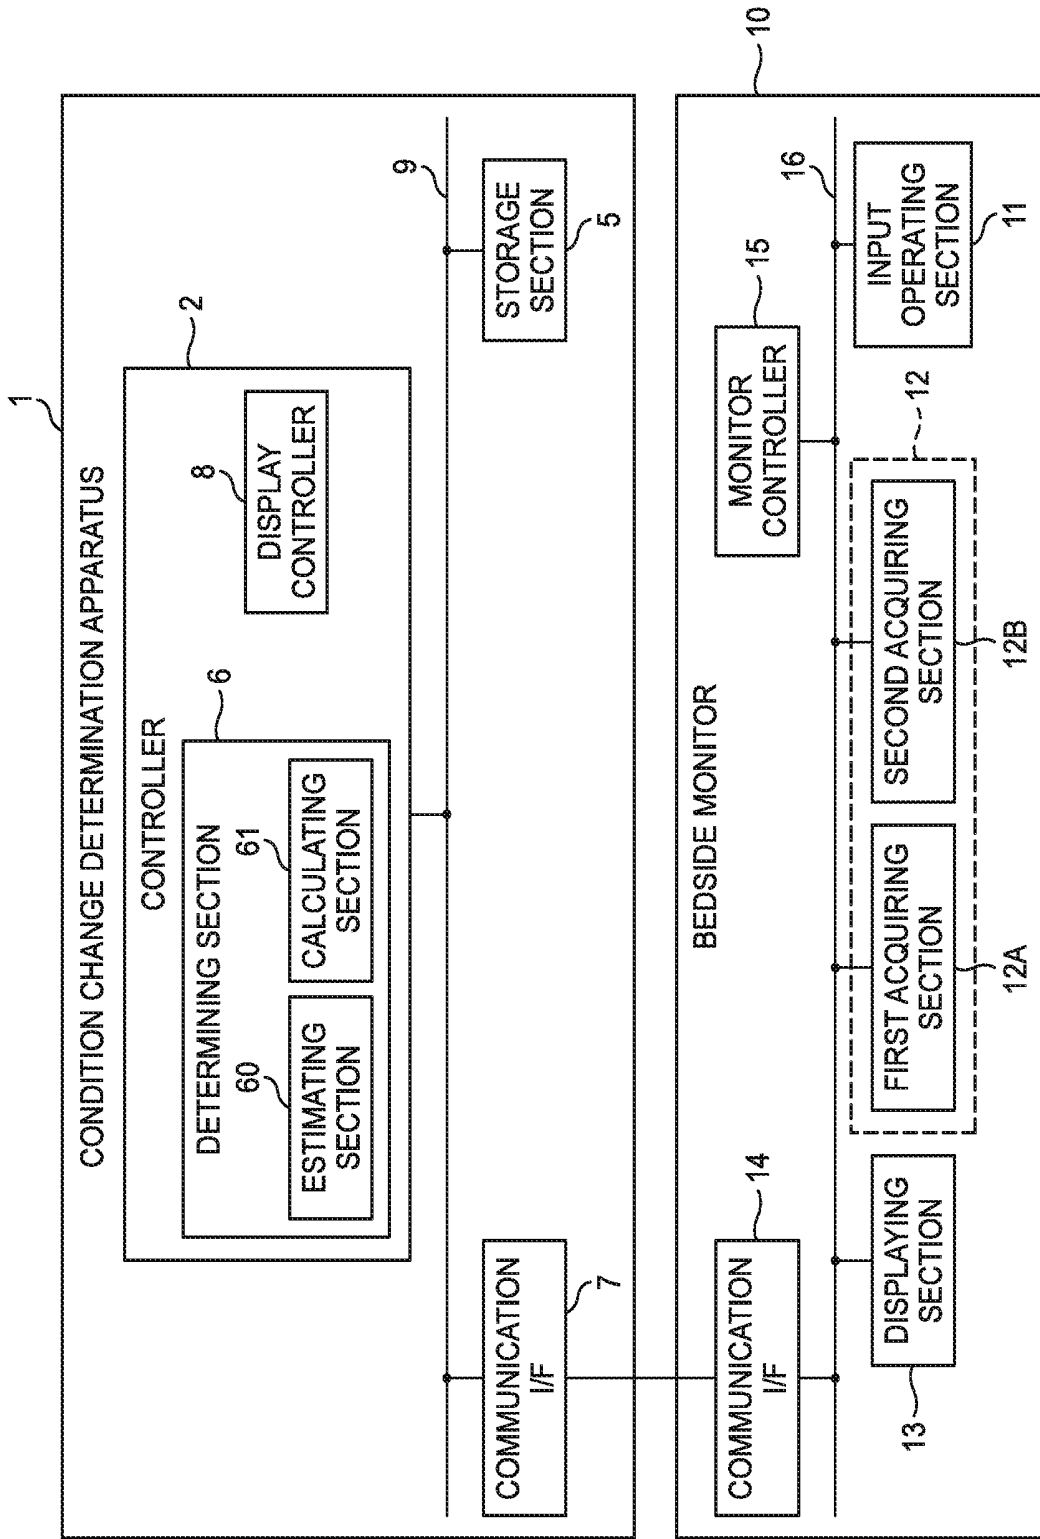 1
CONDITION CHANGE DETERMINATION APPARATUS
2
CONTROLLER
6
DETERMINING SECTION
60
ESTIMATING
SECTION
61
CALCULATING
SECTION
8
DISPLAY
CONTROLLER
9
COMMUNICATION
I/F
7
STORAGE
SECTION
5
10
BEDSIDE MONITOR
COMMUNICATION
I/F
14
MONITOR
CONTROLLER
15
16
DISPLAYING
SECTION
13
FIRST ACQUIRING
SECTION
12A
SECOND ACQUIRING
SECTION
12B
12
INPUT
OPERATING
SECTION
11